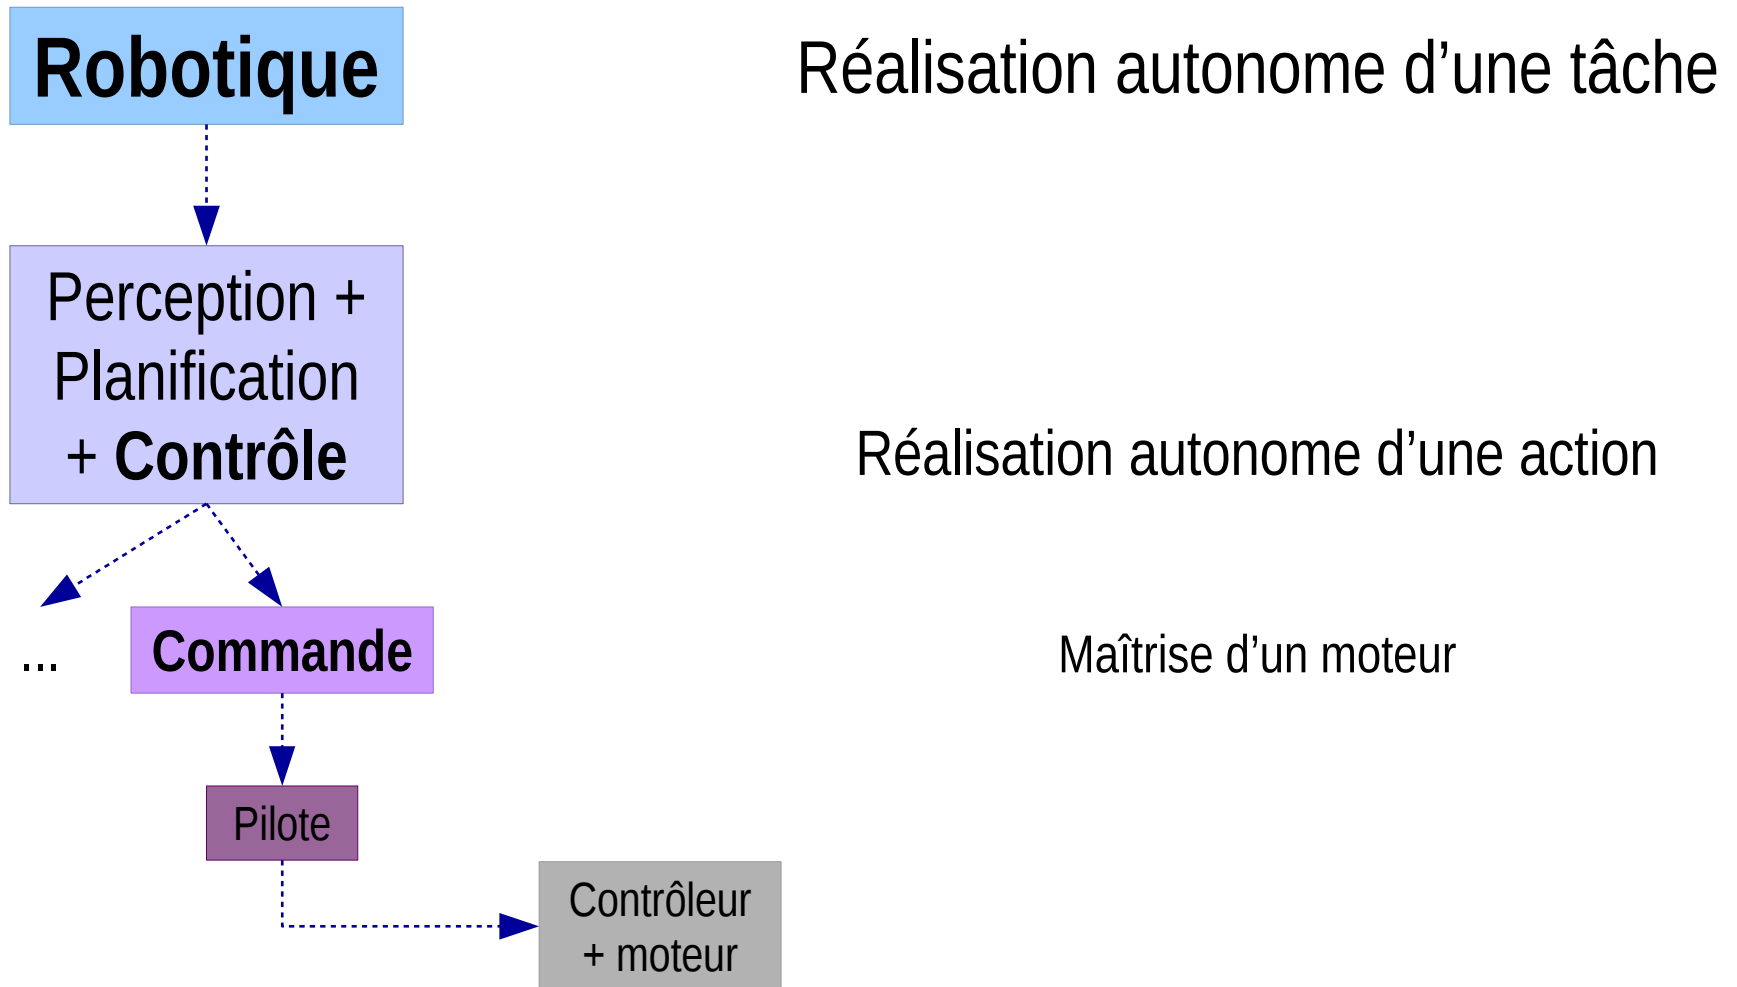 Robotique
Réalisation autonome d’une tâche
Perception +
Planification
+ Contrôle
Réalisation autonome d’une action
...
Commande
Maîtrise d’un moteur
Pilote
Contrôleur
+ moteur